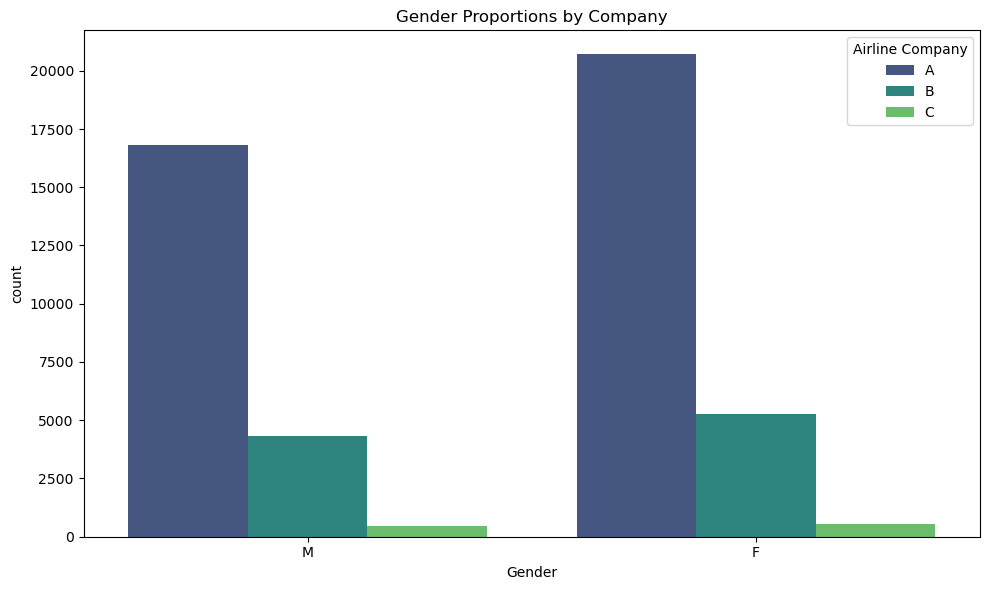 Gender Proportions by Company
Airline Company
A
B
C
20000
17500
15000
12500
10000
7500
5000
2500
0
count
M
F
Gender